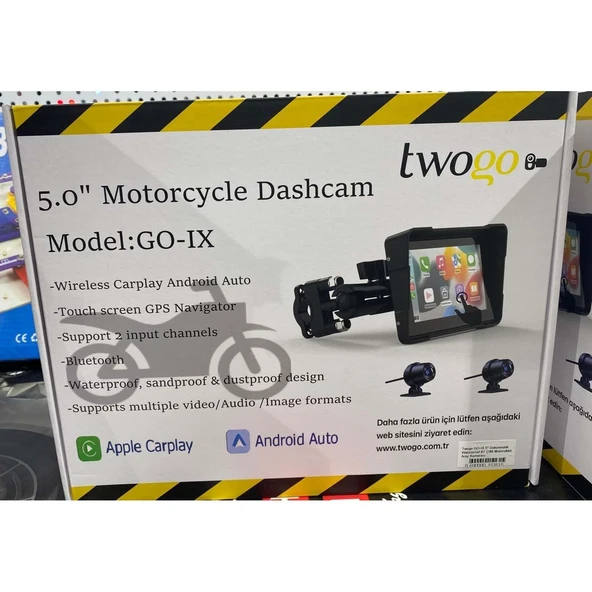 twogo
5.0" Motorcycle Dashcam
Model:GO-IX
-Wireless Carplay Android Auto
-Touch screen GPS Navigator
-Support 2 input channels
-Bluetooth
-Waterproof, sandproof & dustproof design
-Supports multiple video/Audio /Image formats
Apple Carplay
Android Auto
Daha fazla ürün için lütfen aşağıdaki
web sitesini ziyaret edin:
www.twogo.com.tr